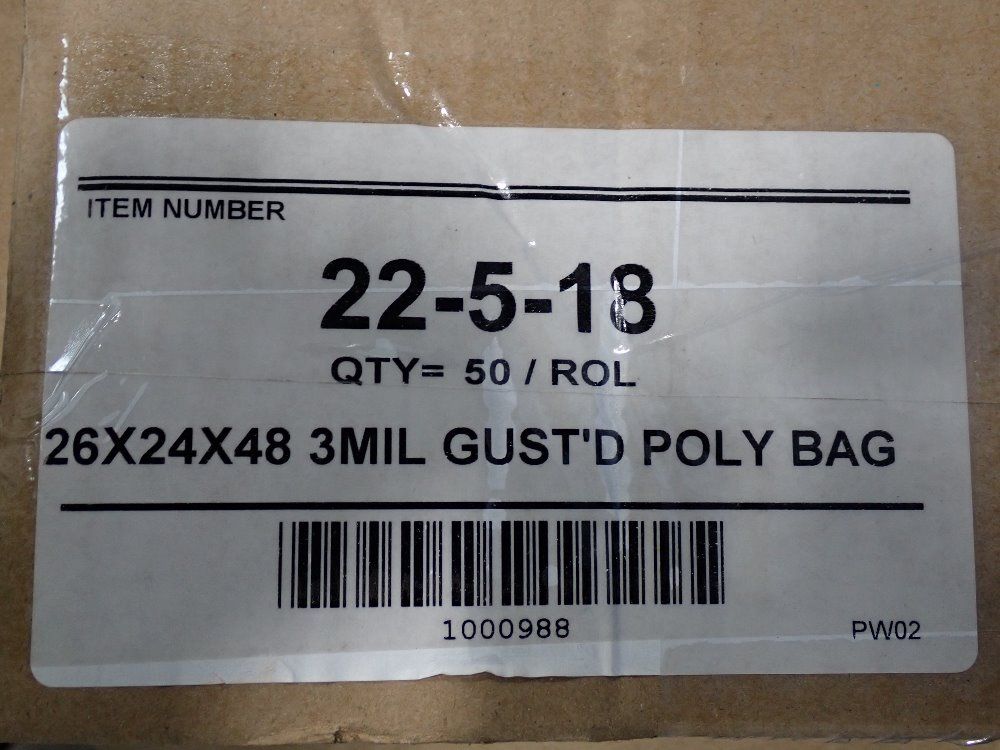 ITEM NUMBER
22-5-18
QTY= 50 / ROL
26X24X48 3MIL GUST'D POLY BAG
1000988
PW02